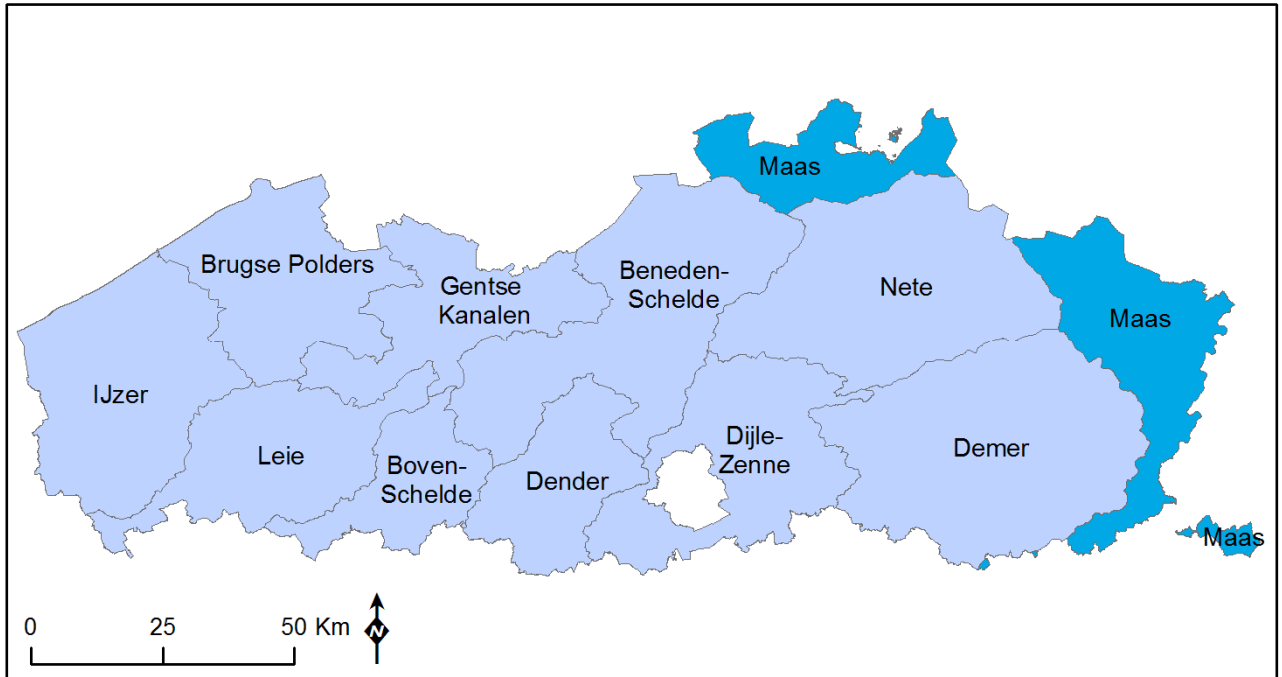 Maas
Brugse Polders
Gentse
Kanalen
Beneden-
Schelde
Nete
Maas
IJzer
Leie
Boven-
Schelde
Dender
Dijle-
Zenne
Demer
Maas
0 25 50 Km
N